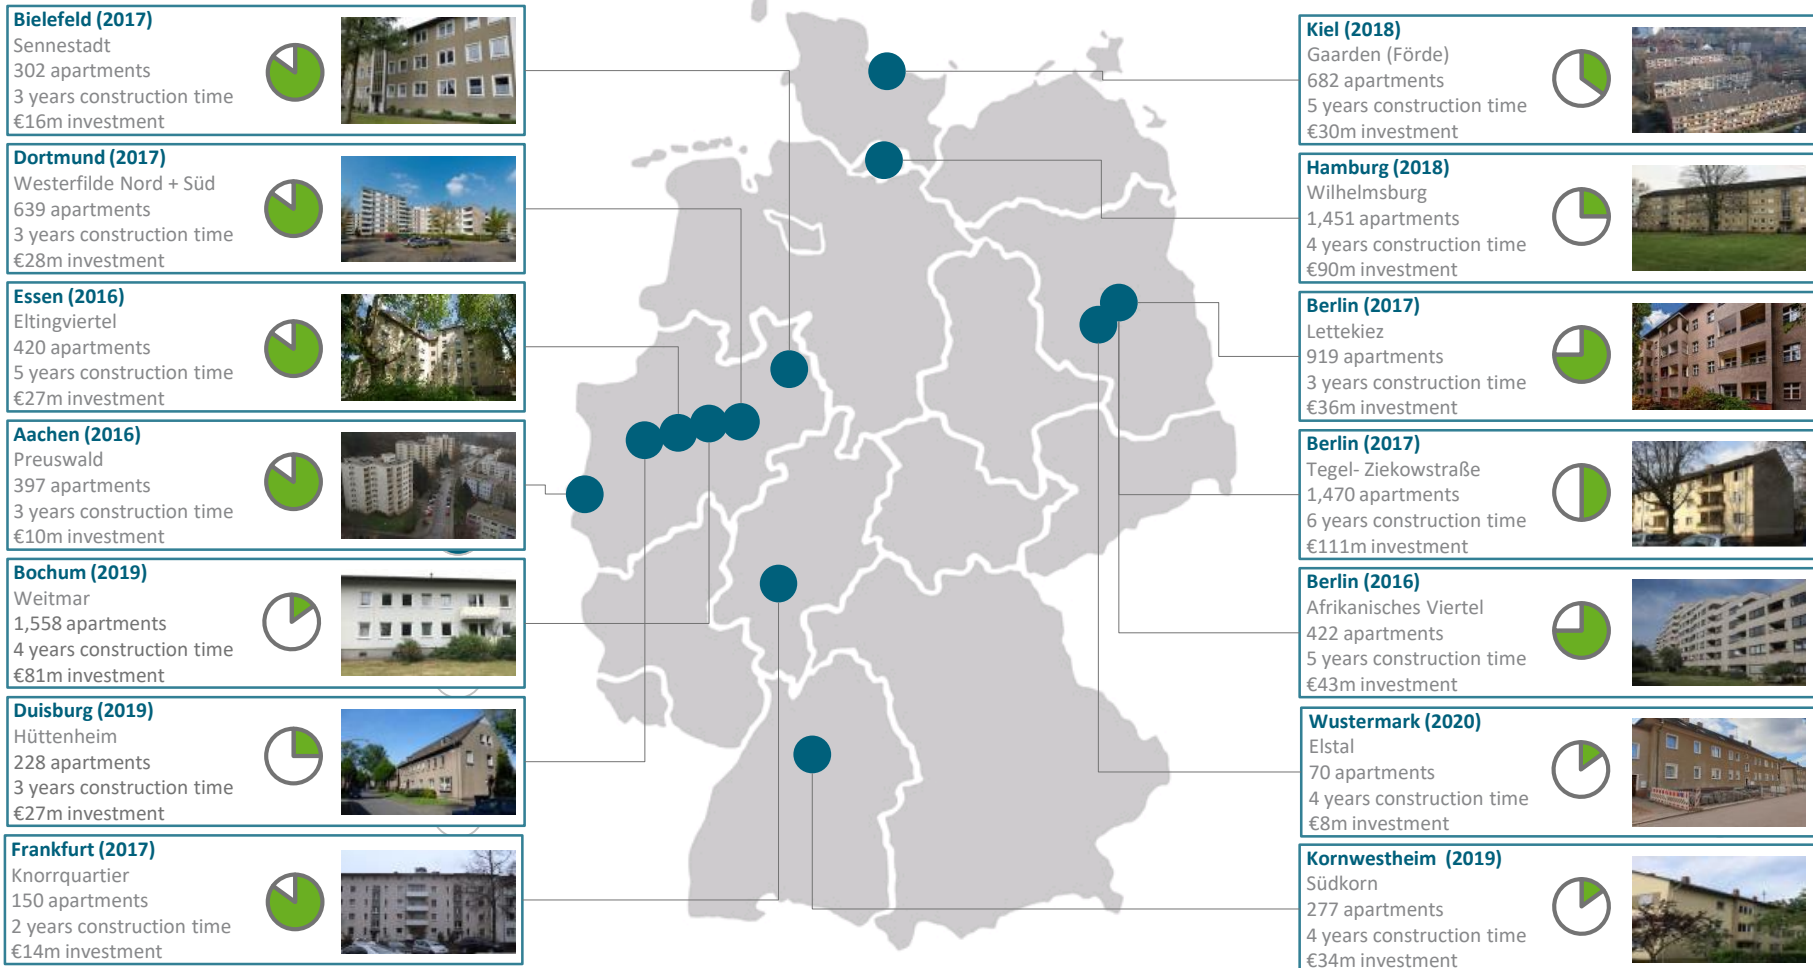 Bielefeld (2017)
Sennestadt
302 apartments
3 years construction time
€16m investment
Dortmund (2017)
Westerfilde Nord + Süd
639 apartments
3 years construction time
€28m investment
Essen (2016)
Eltingviertel
420 apartments
5 years construction time
€27m investment
Aachen (2016)
Preuswald
397 apartments
3 years construction time
€10m investment
Bochum (2019)
Weitmar
1,558 apartments
4 years construction time
€81m investment
Duisburg (2019)
Hüttenheim
228 apartments
3 years construction time
€27m investment
Frankfurt (2017)
Knorrquartier
150 apartments
2 years construction time
€14m investment
Kiel (2018)
Gaarden (Förde)
682 apartments
5 years construction time
€30m investment
Hamburg (2018)
Wilhelmsburg
1,451 apartments
4 years construction time
€90m investment
Berlin (2017)
Lettekiez
919 apartments
3 years construction time
€36m investment
Berlin (2017)
Tegel- Ziekowstraße
1,470 apartments
6 years construction time
€111m investment
Berlin (2016)
Afrikanisches Viertel
422 apartments
5 years construction time
€43m investment
Wustermark (2020)
Elstal
70 apartments
4 years construction time
€8m investment
Kornwestheim (2019)
Südkorn
277 apartments
4 years construction time
€34m investment